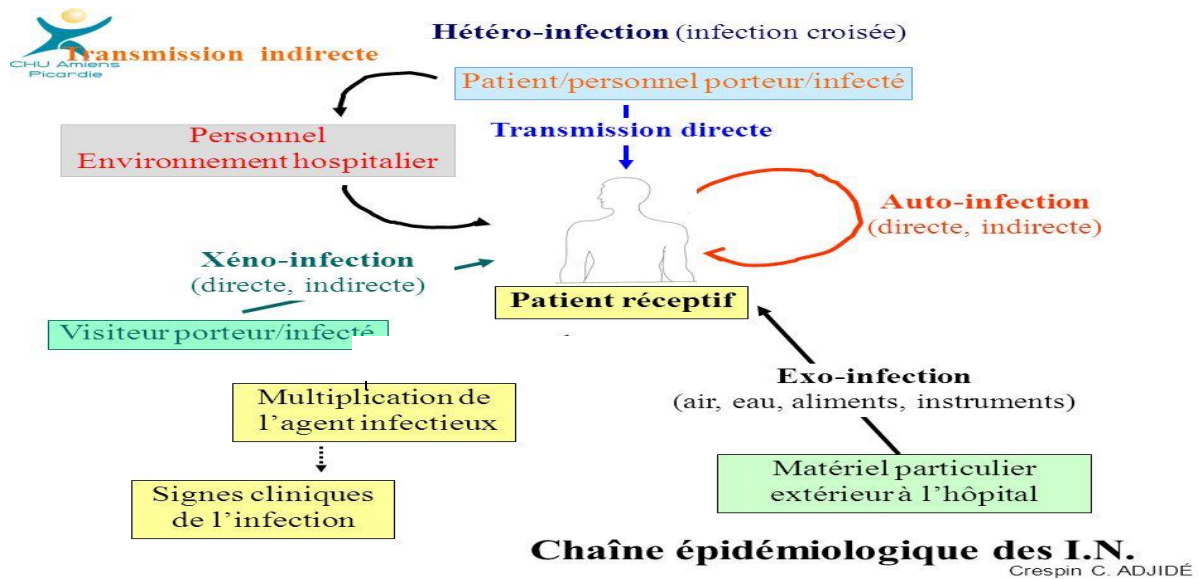 Hétéro-infection (infection croisée)
Transmission indirecte
CHU Amiens
Picardie
Patient/personnel porteur/infecté
Transmission directe
Personnel
Environnement hospitalier
Auto-infection
(directe, indirecte)
Xéno-infection
(directe, indirecte)
Patient réceptif
Visiteur porteur/infecté
Exo-infection
(air, eau, aliments, instruments)
Multiplication de
l’agent infectieux
Matériel particulier
extérieur à l’hôpital
Signes cliniques
de l’infection
Chaîne épidémiologique des I.N.
Crespin C. ADJIDÉ